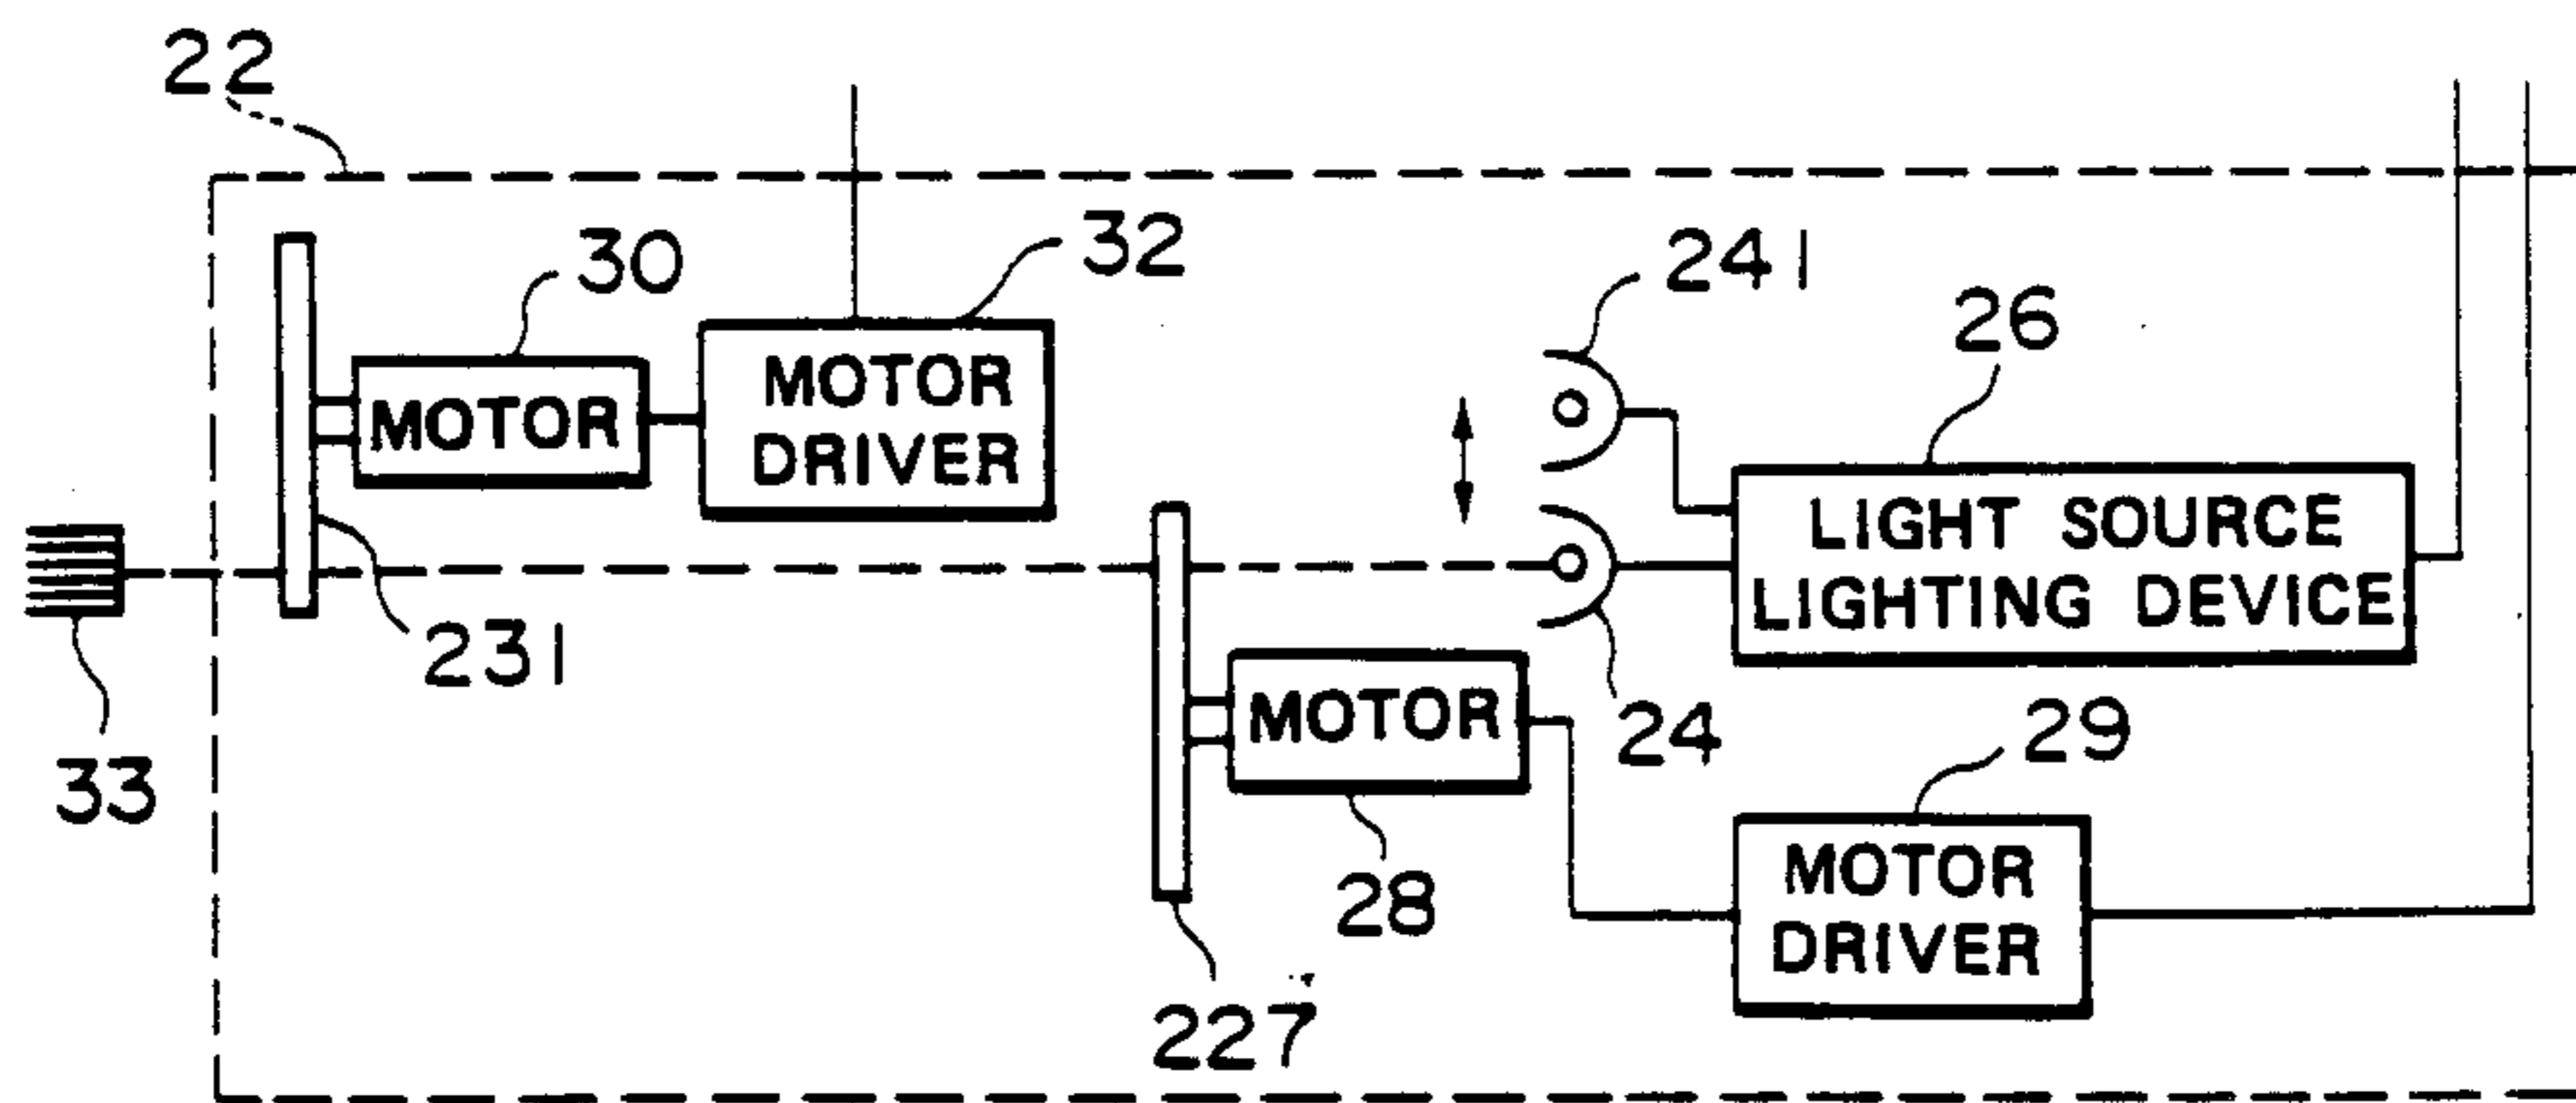 22
30
32
241
26
MOTOR
MOTOR
DRIVER
LIGHT SOURCE
LIGHTING DEVICE
231
33
24
MOTOR
29
28
MOTOR
DRIVER
227